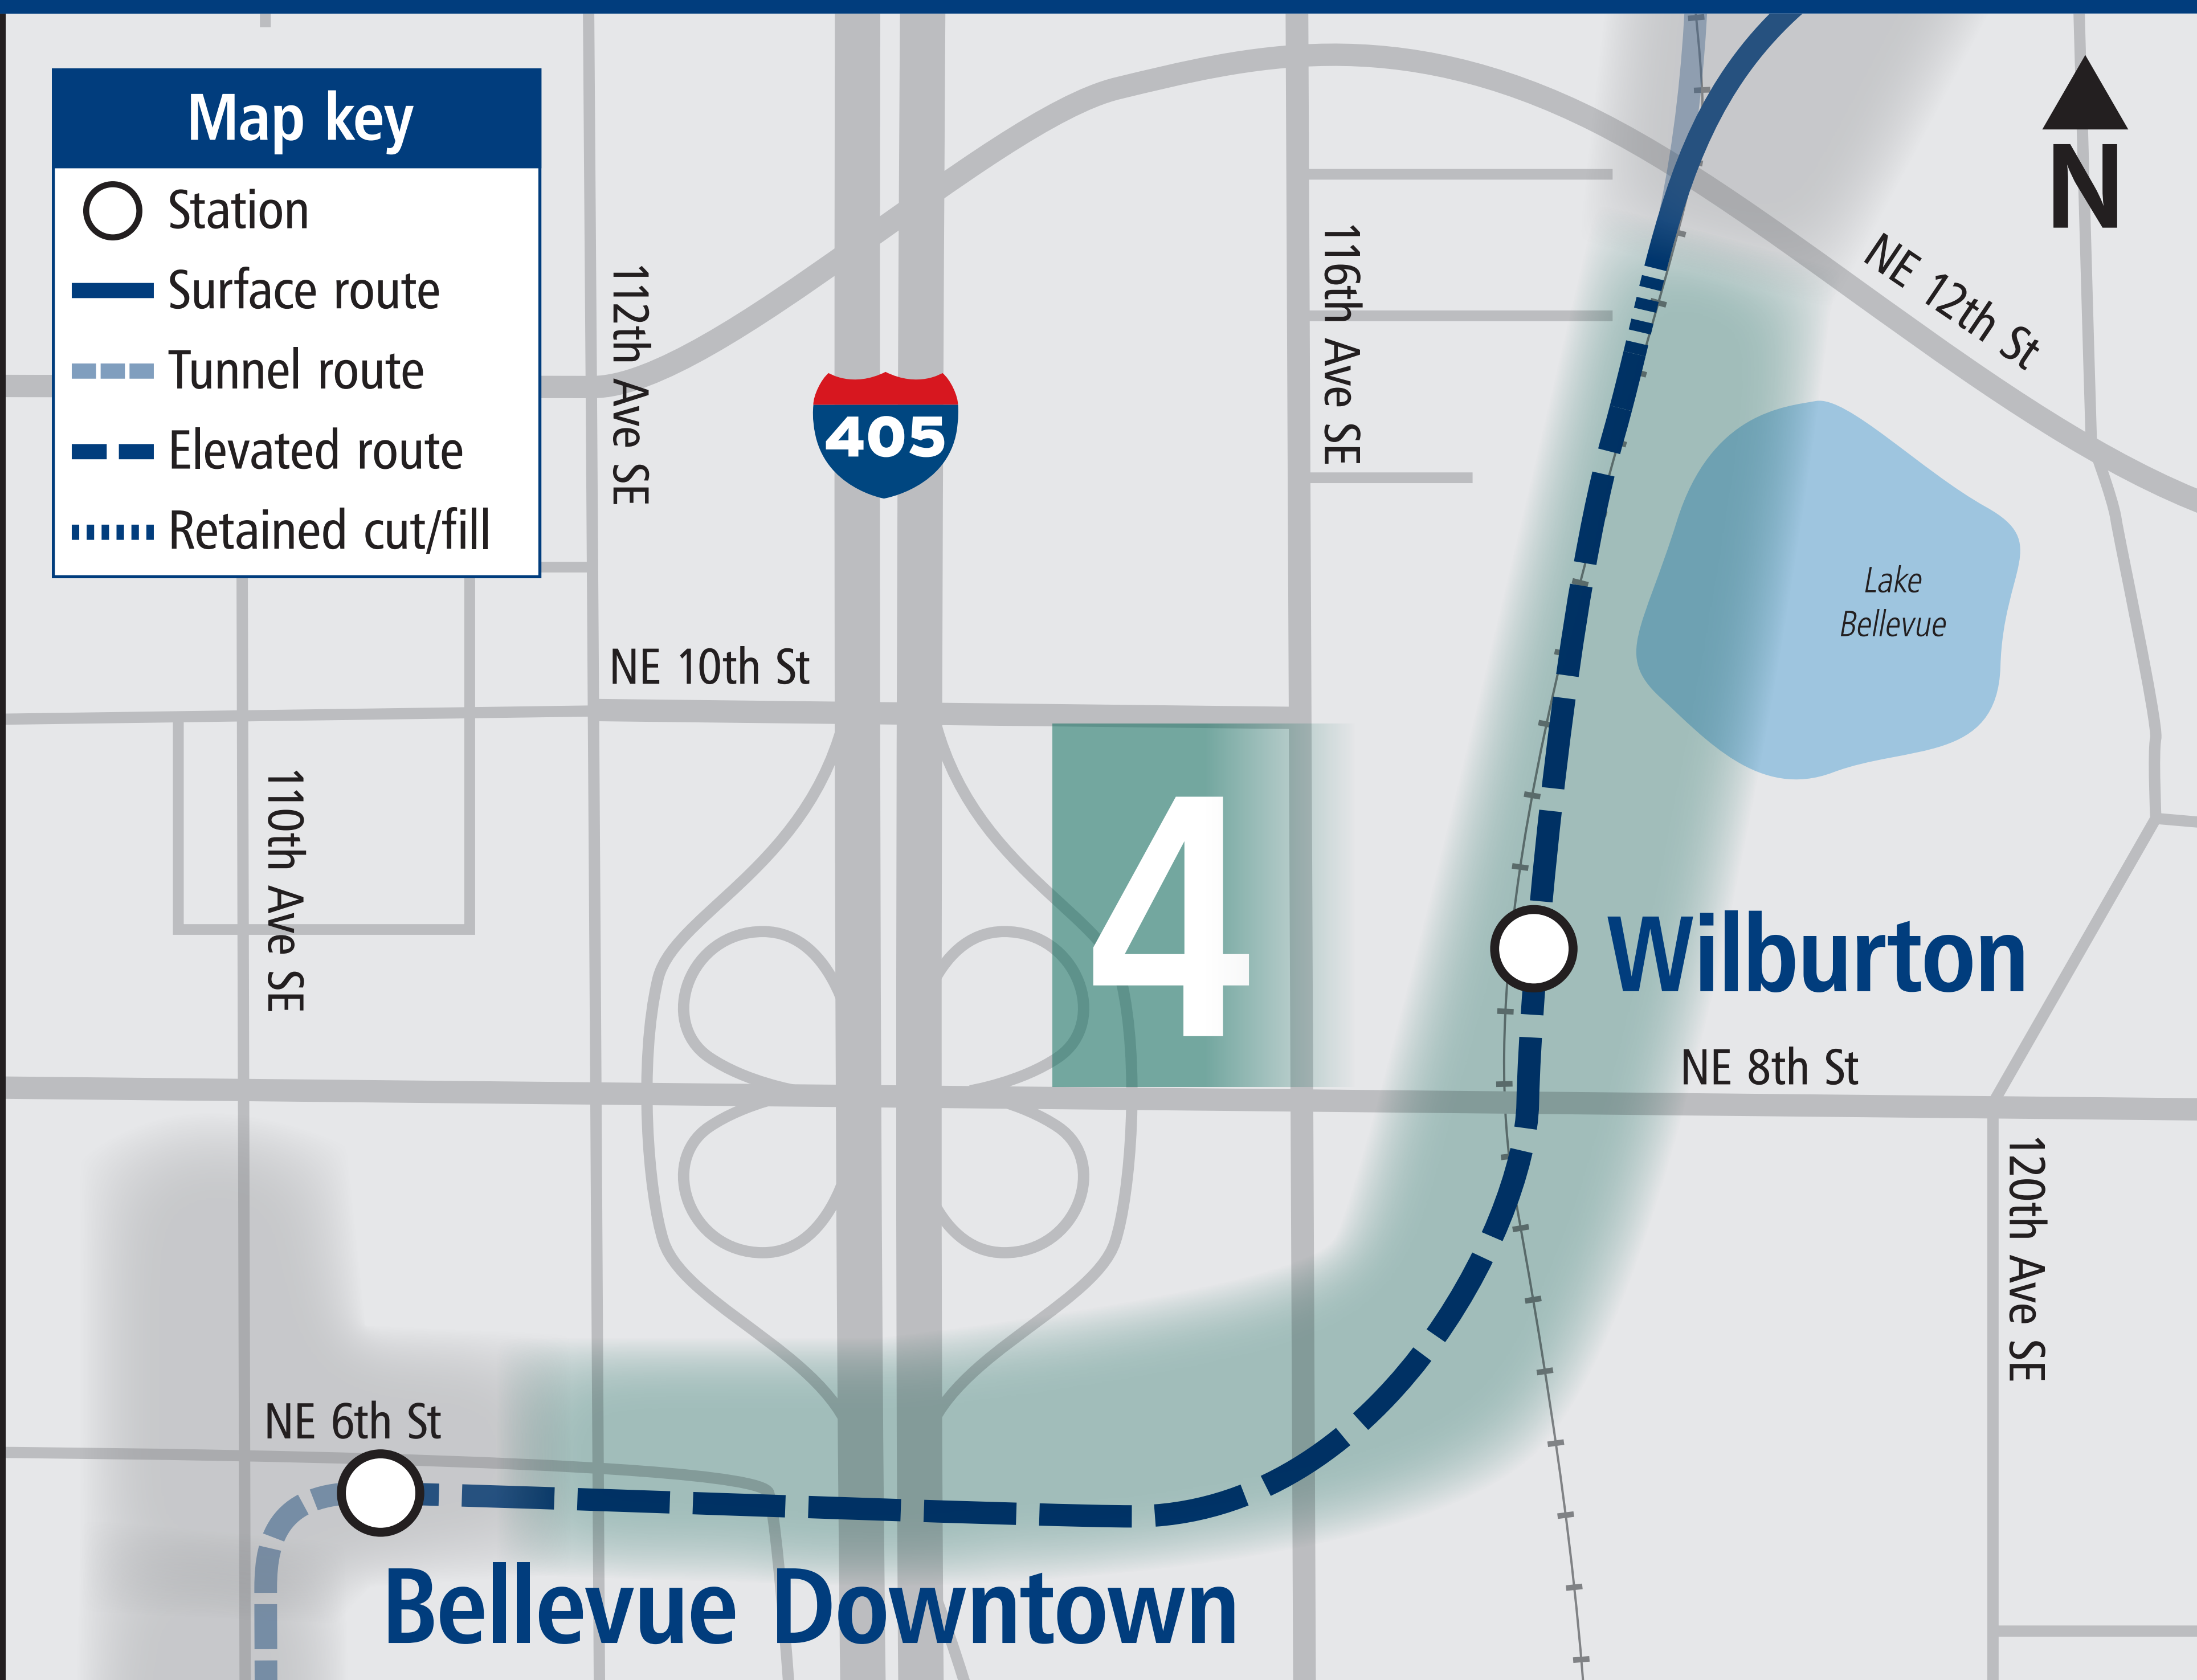 Map key
Station
Surface route
Tunnel route
Elevated route
Retained cut/fill
N
NE 12th St
116th Ave SE
112th Ave SE
405
Lake
Bellevue
NE 10th St
110th Ave SE
4
Wilburton
NE 8th St
120th Ave SE
NE 6th St
Bellevue Downtown